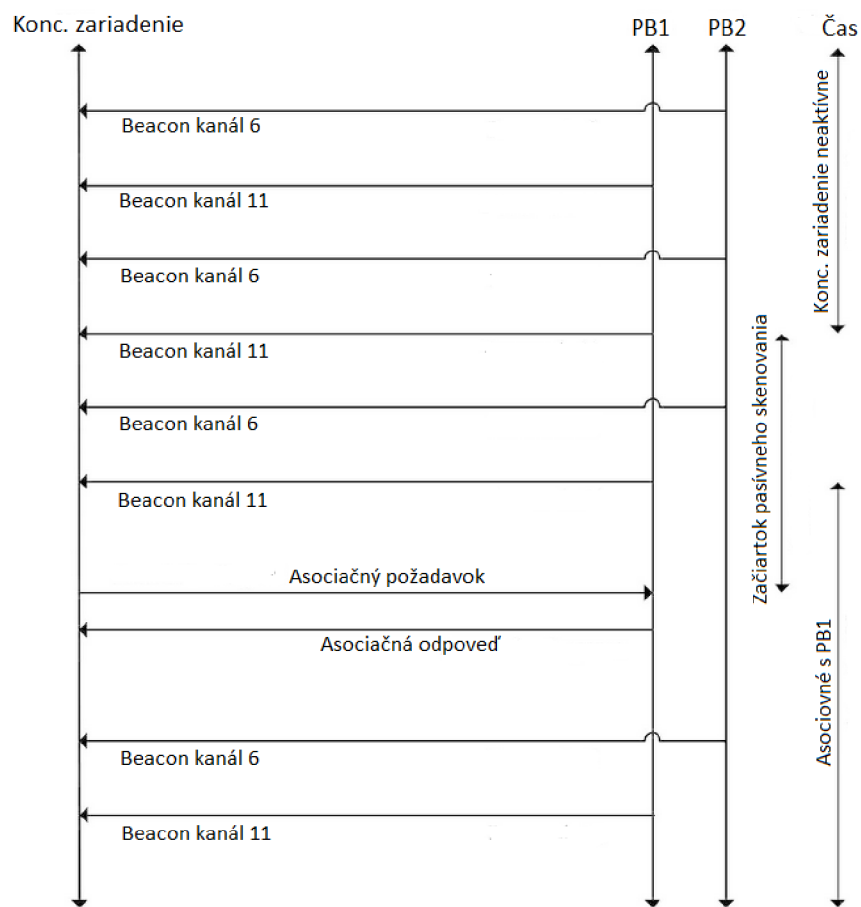 Konc. zariadenie
PB1
PB2
Čas
Beacon kanál 6
Beacon kanál 11
Beacon kanál 6
Beacon kanál 11
Beacon kanál 6
Beacon kanál 11
Asociačný požadavok
Asociačná odpoveď
Beacon kanál 6
Beacon kanál 11
Konc. zariadenie neaktívne
Začiartok pasívneho skenovania
Asociovné s PB1